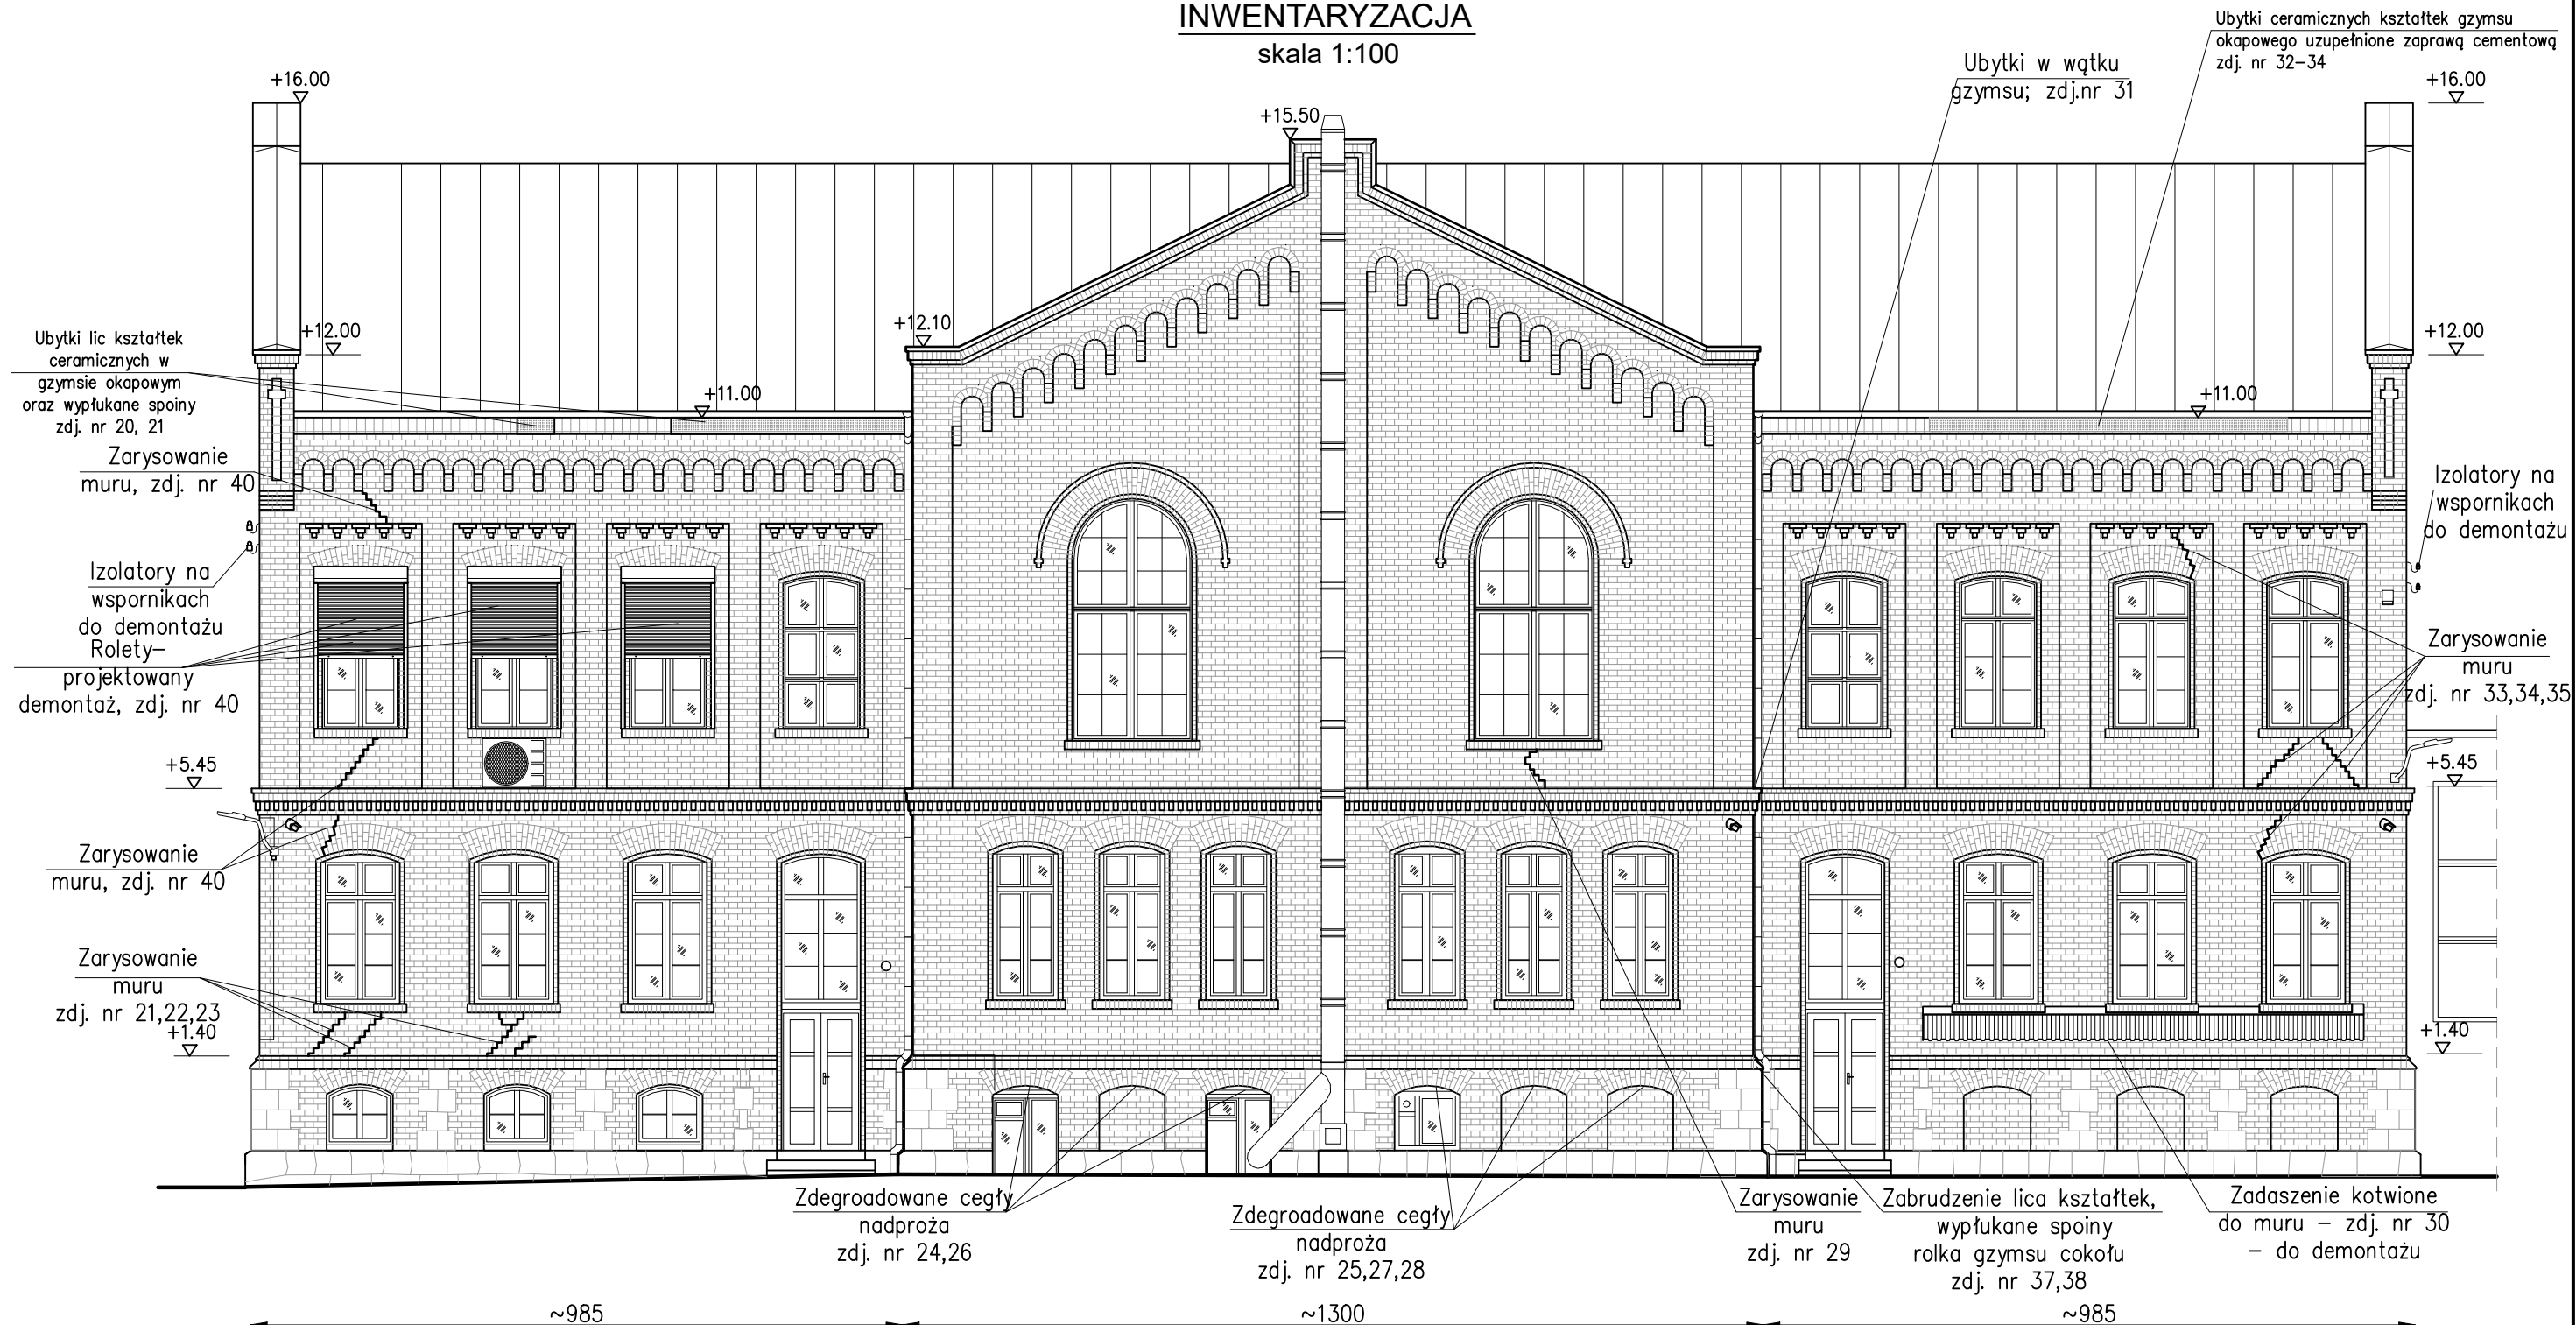 INWENTARYZACJA
skala 1:100
Ubytki ceramicznych kształtek gzymsu
okapowego uzupełnione zaprawą cementową
zdj. nr 32-34
Ubytki w wątku
gzymsu; zdj.nr 31
+16.00
+16.00
+15.50
+12.00
+12.10
+12.00
Ubytki lic kształtek
ceramicznych w
gzymsie okapowym
oraz wypłukane spoiny
zdj. nr 20, 21
+11.00
+11.00
Zarysowanie
muru, zdj. nr 40
Izolatory na
wspornikach
do demontażu
Izolatory na
wspornikach
do demontażu
Rolety-
projektowany
demontaż, zdj. nr 40
Zarysowanie
muru
zdj. nr 33,34,35
+5.45
+5.45
Zarysowanie
muru, zdj. nr 40
Zarysowanie
muru
zdj. nr 21,22,23
+1.40
+1.40
Zdegroadowane cegły
nadproża
zdj. nr 24,26
Zdegroadowane cegły
nadproża
zdj. nr 25,27,28
Zarysowanie
muru
zdj. nr 29
Zabrudzenie lica kształtek,
wypłukane spoiny
rolka gzymsu cokołu
zdj. nr 37,38
Zadaszenie kotwione
do muru - zdj. nr 30
- do demontażu
~985
~1300
~985